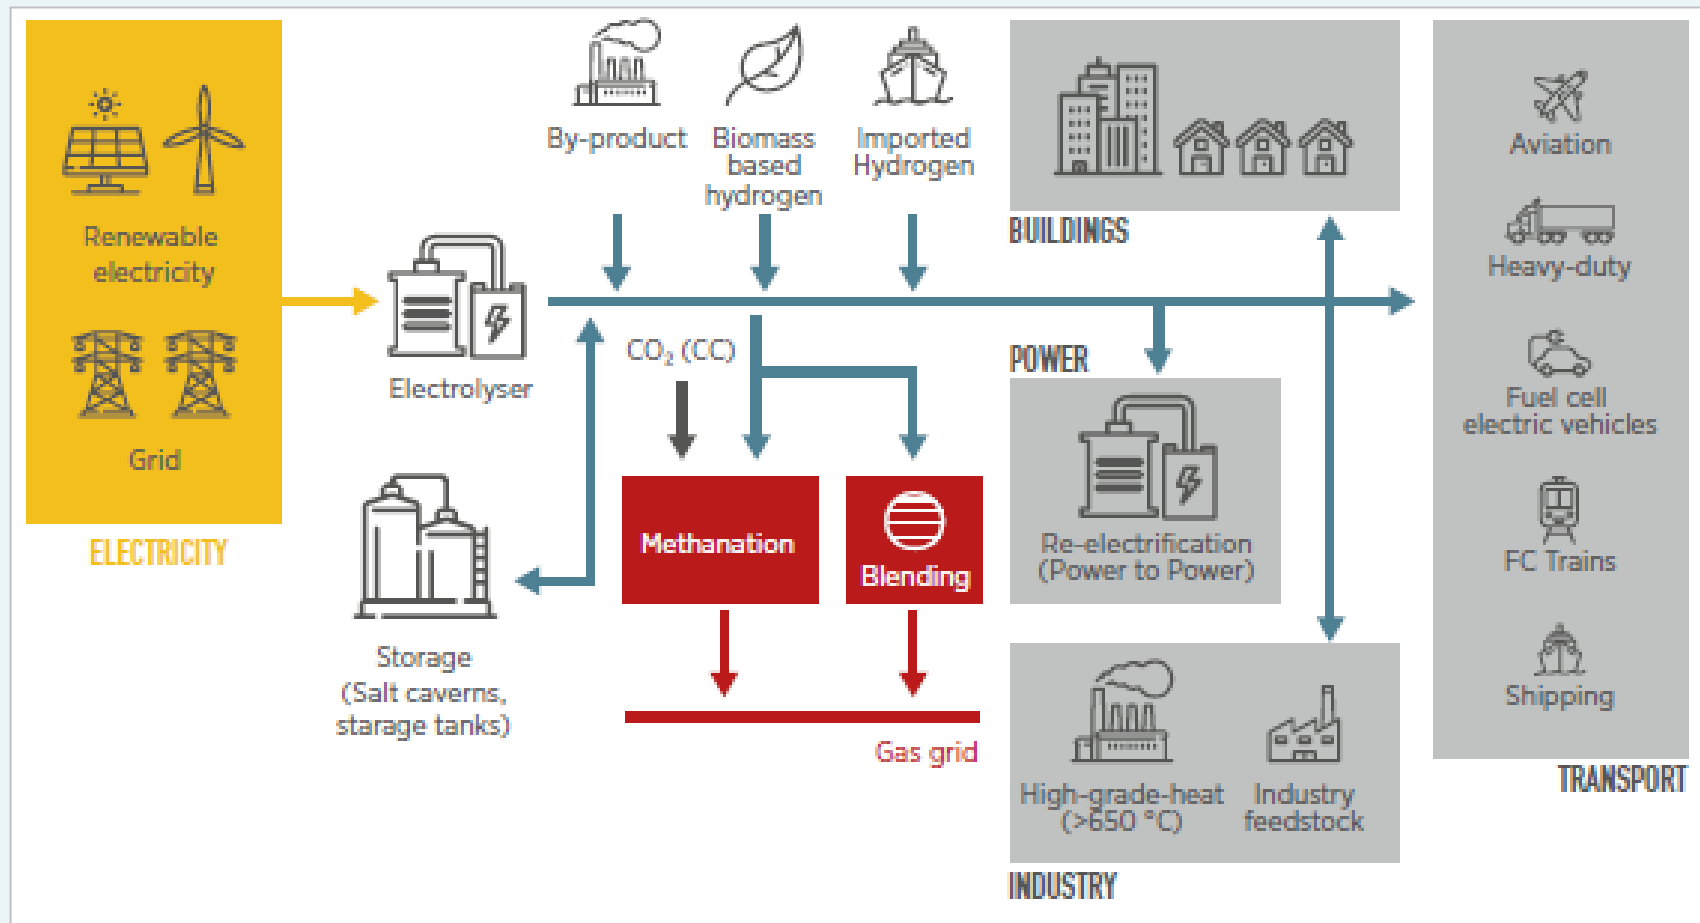 Renewable
electricity
Grid
ELECTRICITY
Electrolyser
Storage
(Salt caverns,
starage tanks)
By-product
Biomass
based
hydrogen
Imported
Hydrogen
CO₂ (CC)
Methanation
Blending
Gas grid
BUILDINGS
POWER
Re-electrification
(Power to Power)
High-grade-heat
(>650 °C)
Industry
feedstock
INDUSTRY
Aviation
Heavy-duty
Fuel cell
electric vehicles
FC Trains
Shipping
TRANSPORT